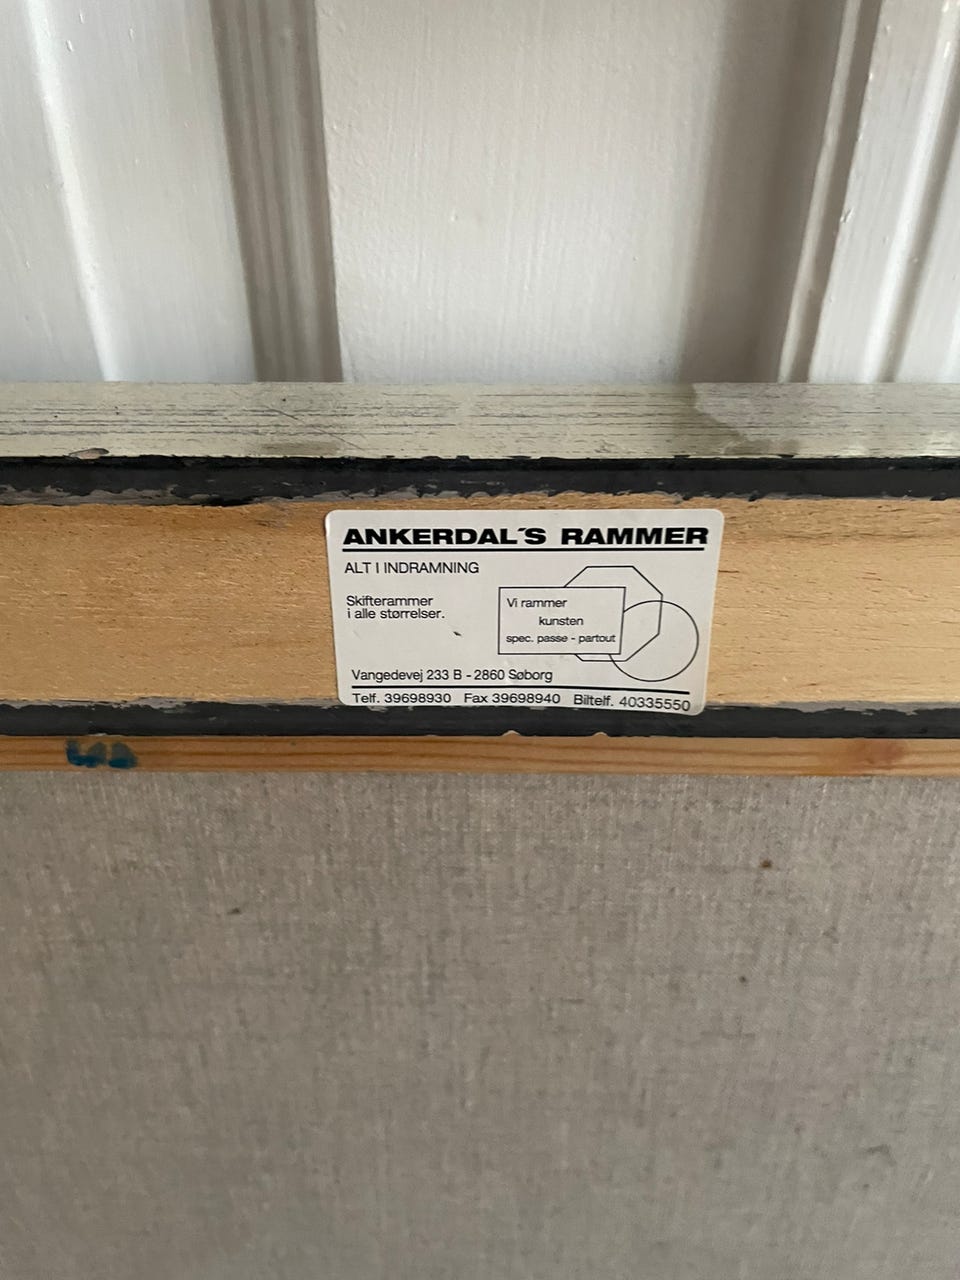 ANKERDAL´S RAMMER
ALT I INDRAMNING
Skifterammer
i alle størrelser.
Vi rammer
kunsten
spec. passe - partout
Vangedevej 233 B - 2860 Søborg
Telf. 39698930 Fax 39698940 Biltelf. 40335550